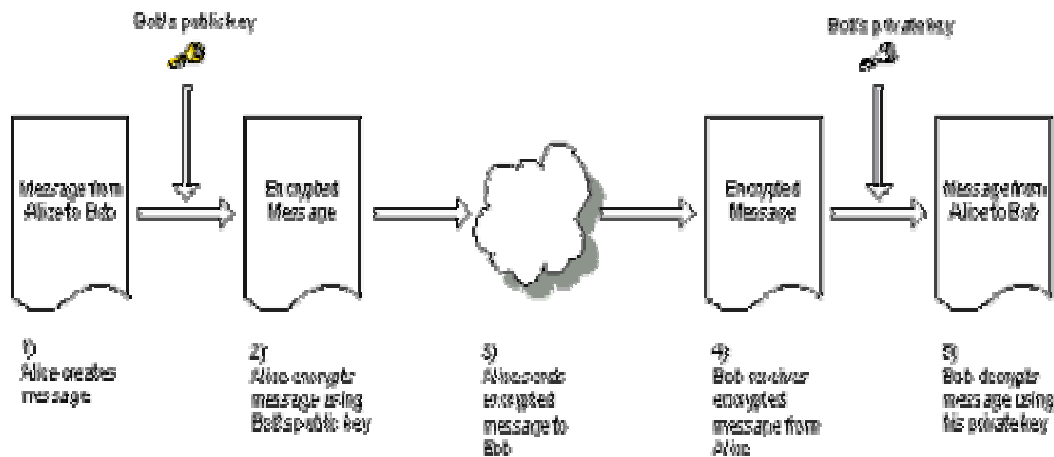 Bob's public key
Bob's private key
Message from
Alice to Bob
Encrypted
Message
Encrypted
Message
Message from
Alice to Bob
1)
Alice creates
message
2)
Alice encrypts
message using
Bob's public key
3)
Alice sends
encrypted
message to
Bob
4)
Bob receives
encrypted
message from
Alice
5)
Bob decrypts
message using
his private key